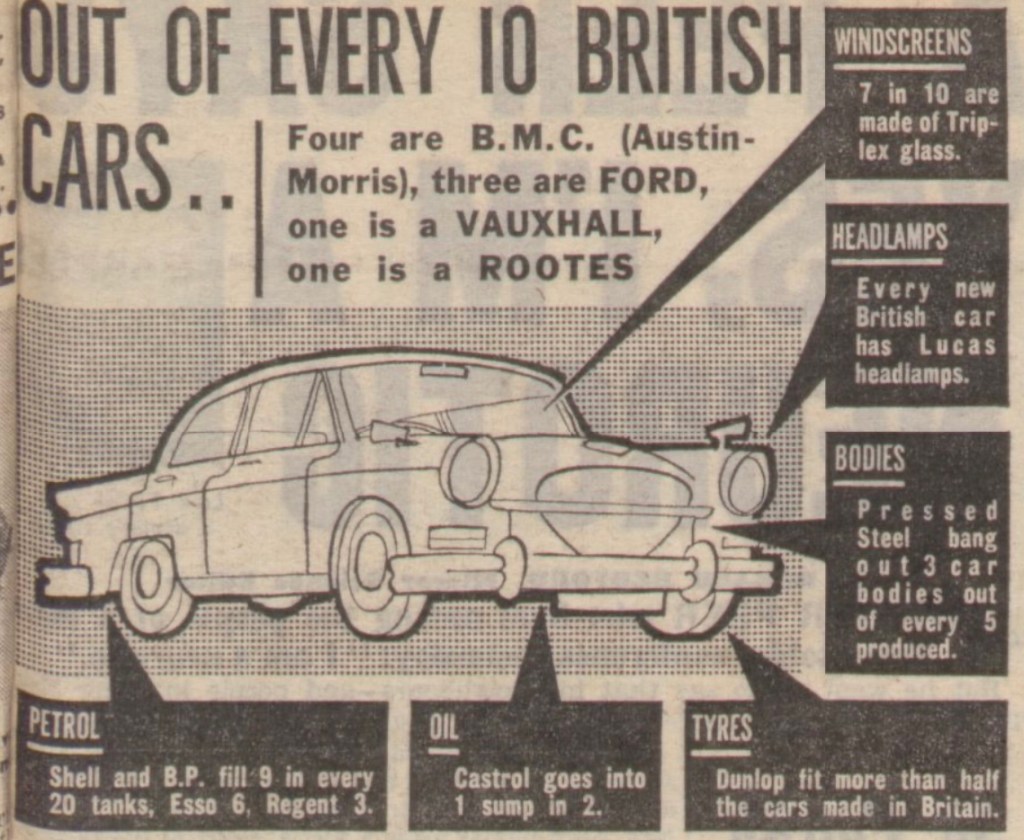 OUT OF EVERY 10 BRITISH
CARS..
Four are B.M.C. (Austin-
Morris), three are FORD,
one is a VAUXHALL,
one is a ROOTES
WINDSCREENS
7 in 10 are
made of Trip-
lex glass.
HEADLAMPS
Every new
British car
has Lucas
headlamps.
BODIES
Pressed
Steel bang
out 3 car
bodies out
of every 5
produced.
PETROL
Shell and B.P. fill 9 in every
20 tanks, Esso 6, Regent 3.
OIL
Castrol goes into
1 sump in 2.
TYRES
Dunlop fit more than half
the cars made in Britain.